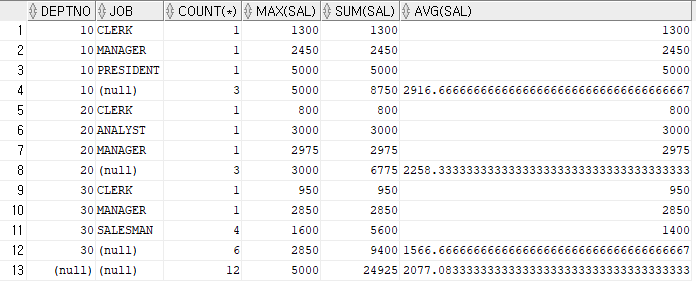 DEPTNO JOB COUNT(*) MAX(SAL) SUM(SAL) AVG(SAL)
1 10 CLERK 1 1300 1300 1300
2 10 MANAGER 1 2450 2450 2450
3 10 PRESIDENT 1 5000 5000 5000
4 10 (null) 3 5000 8750 2916.66666666666666666666666666666666667
5 20 CLERK 1 800 800 800
6 20 ANALYST 1 3000 3000 3000
7 20 MANAGER 1 2975 2975 2975
8 20 (null) 3 3000 6775 2258.33333333333333333333333333333333333
9 30 CLERK 1 950 950 950
10 30 MANAGER 1 2850 2850 2850
11 30 SALESMAN 4 1600 5600 1400
12 30 (null) 6 2850 9400 1566.66666666666666666666666666666666667
13 (null) (null) 12 5000 24925 2077.08333333333333333333333333333333333